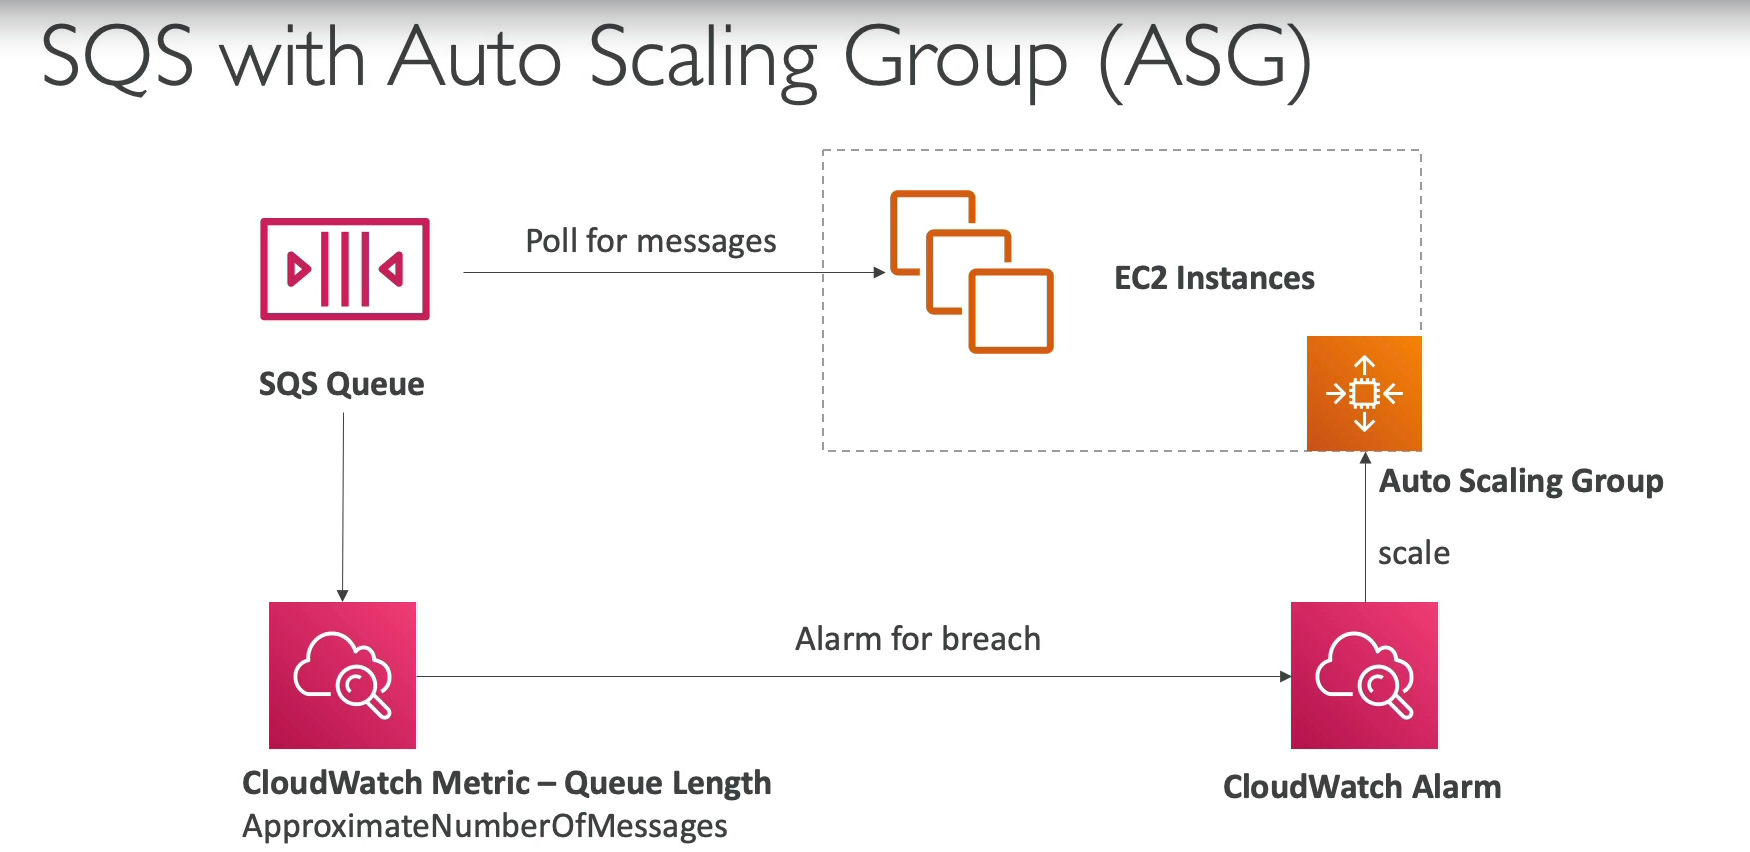 SQS with Auto Scaling Group (ASG)
Poll for messages
EC2 Instances
SQS Queue
Auto Scaling Group
scale
Alarm for breach
CloudWatch Metric – Queue Length
ApproximateNumberOfMessages
CloudWatch Alarm